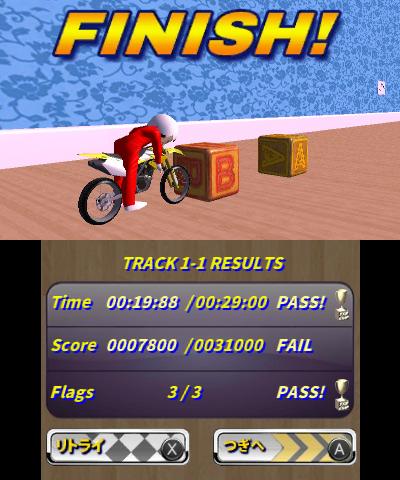 FINISH!
B
A
TRACK 1-1 RESULTS
Time 00:19:88 /00:29:00 PASS!
Score 0007800 /0031000 FAIL
Flags 3 / 3 PASS!
リトライ X
つぎへ A